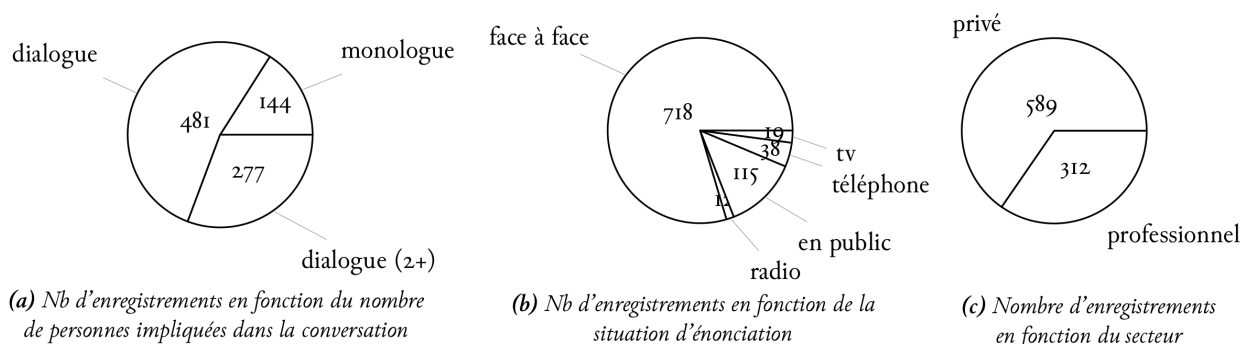 dialogue
monologue
481
144
277
dialogue (2+)
(a) Nb d'enregistrements en fonction du nombre
de personnes impliquées dans la conversation
face à face
718
19
38
115
12
tv
téléphone
en public
radio
(b) Nb d'enregistrements en fonction de la
situation d'énonciation
privé
589
312
professionnel
(c) Nombre d'enregistrements
en fonction du secteur